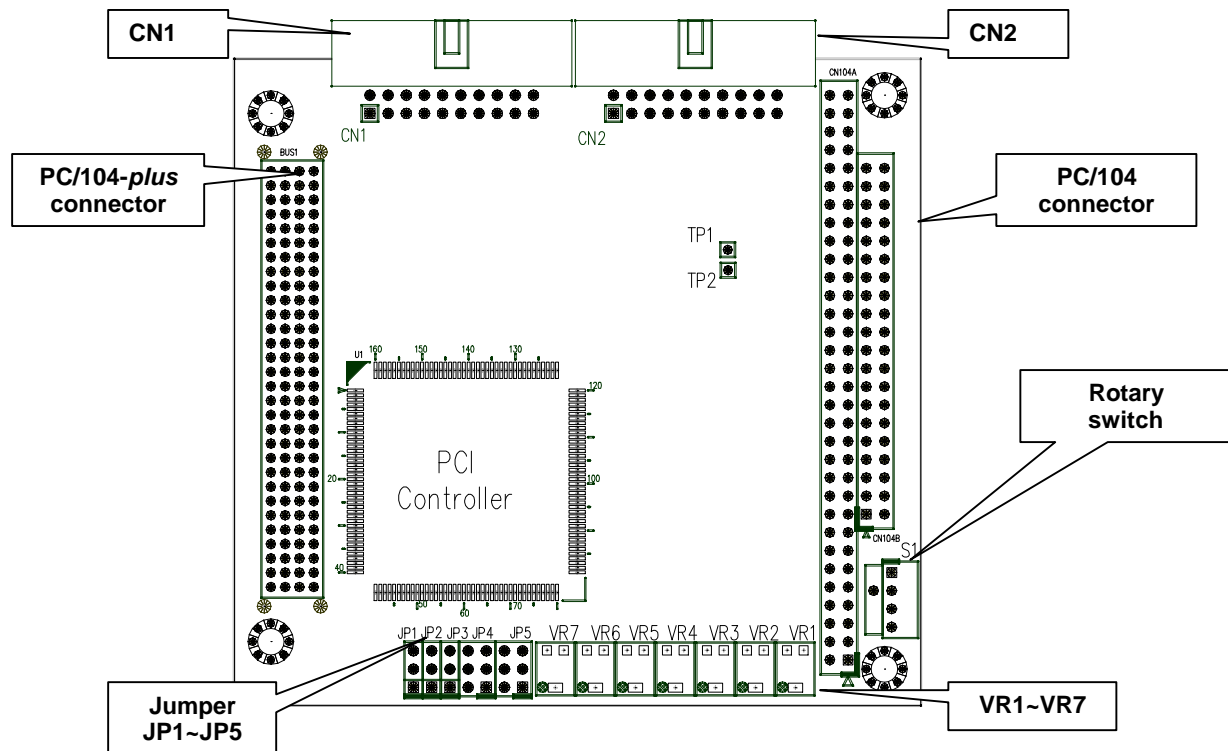 CN1
CN2
CN104A
CN1
CN2
BUS1
PC/104-plus
connector
PC/104
connector
TP1
TP2
U1
160
150
140
130
120
Rotary
switch
PCI
Controller
20
100
CN104B
S1
40
50
60
70
JP1 JP2 JP3 JP4 JP5 VR7 VR6 VR5 VR4 VR3 VR2 VR1
Jumper
JP1~JP5
VR1~VR7